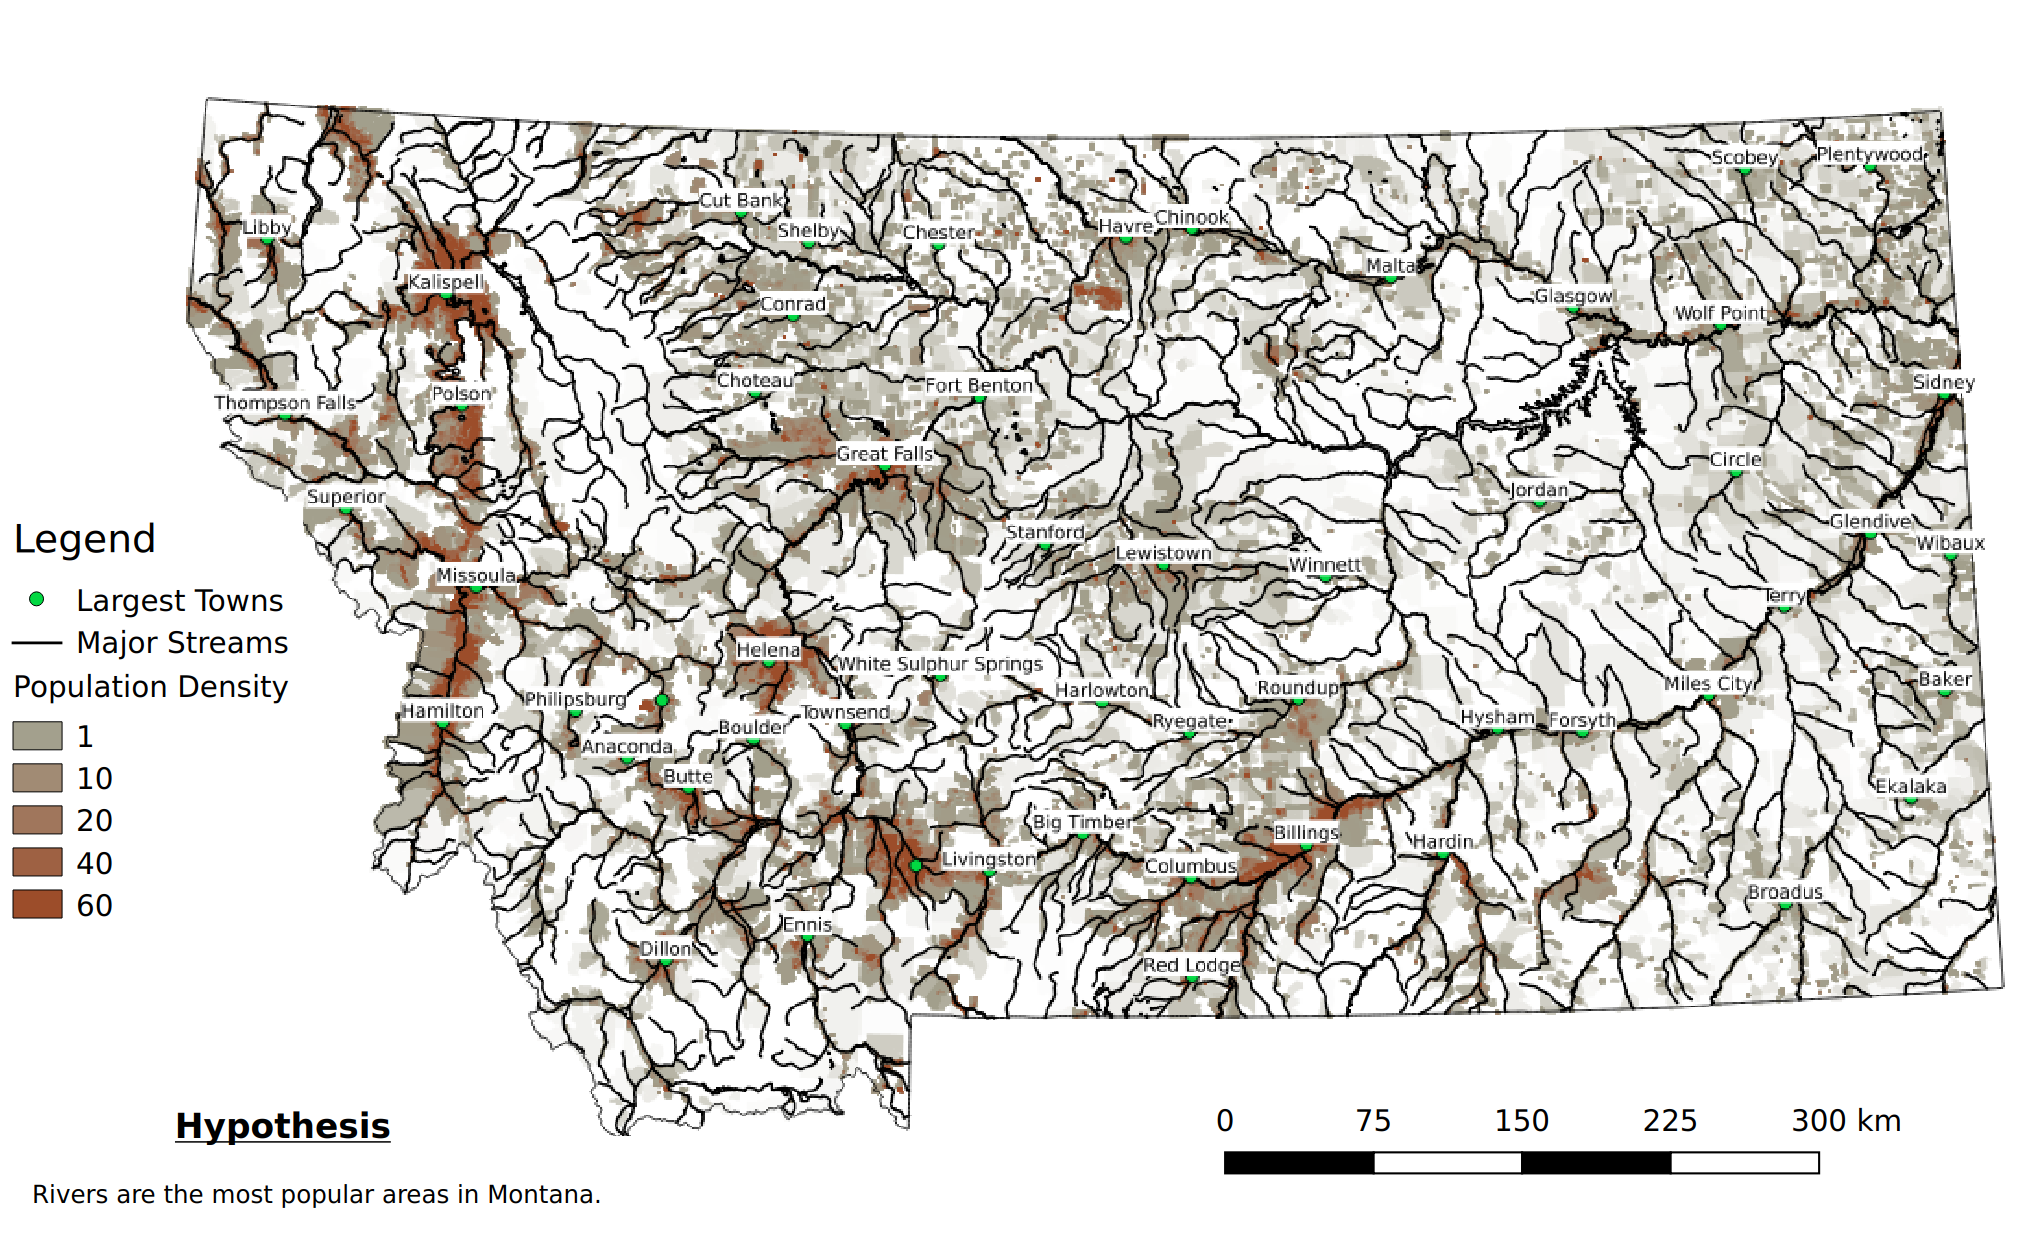 Scobey
Plentywood
Cut Bank
Libby
Shelby
Chester
Havre
Chinook
Malta
Kalispell
Conrad
Glasgow
Wolf Point
Choteau
Fort Benton
Sidney
Thompson Falls
Polson
Great Falls
Circle
Superior
Jordan
Stanford
Lewistown
Winnett
Glendive
Wibaux
Missoula
Terry
Helena
White Sulphur Springs
Harlowton
Roundup
Miles City
Baker
Hamilton
Philipsburg
Boulder
Townsend
Ryegate
Hysham
Forsyth
Anaconda
Butte
Ekalaka
Big Timber
Billings
Hardin
Livingston
Columbus
Broadus
Ennis
Dillon
Red Lodge
Legend
Largest Towns
Major Streams
Population Density
1
10
20
40
60
Hypothesis
Rivers are the most popular areas in Montana.
0 75 150 225 300 km